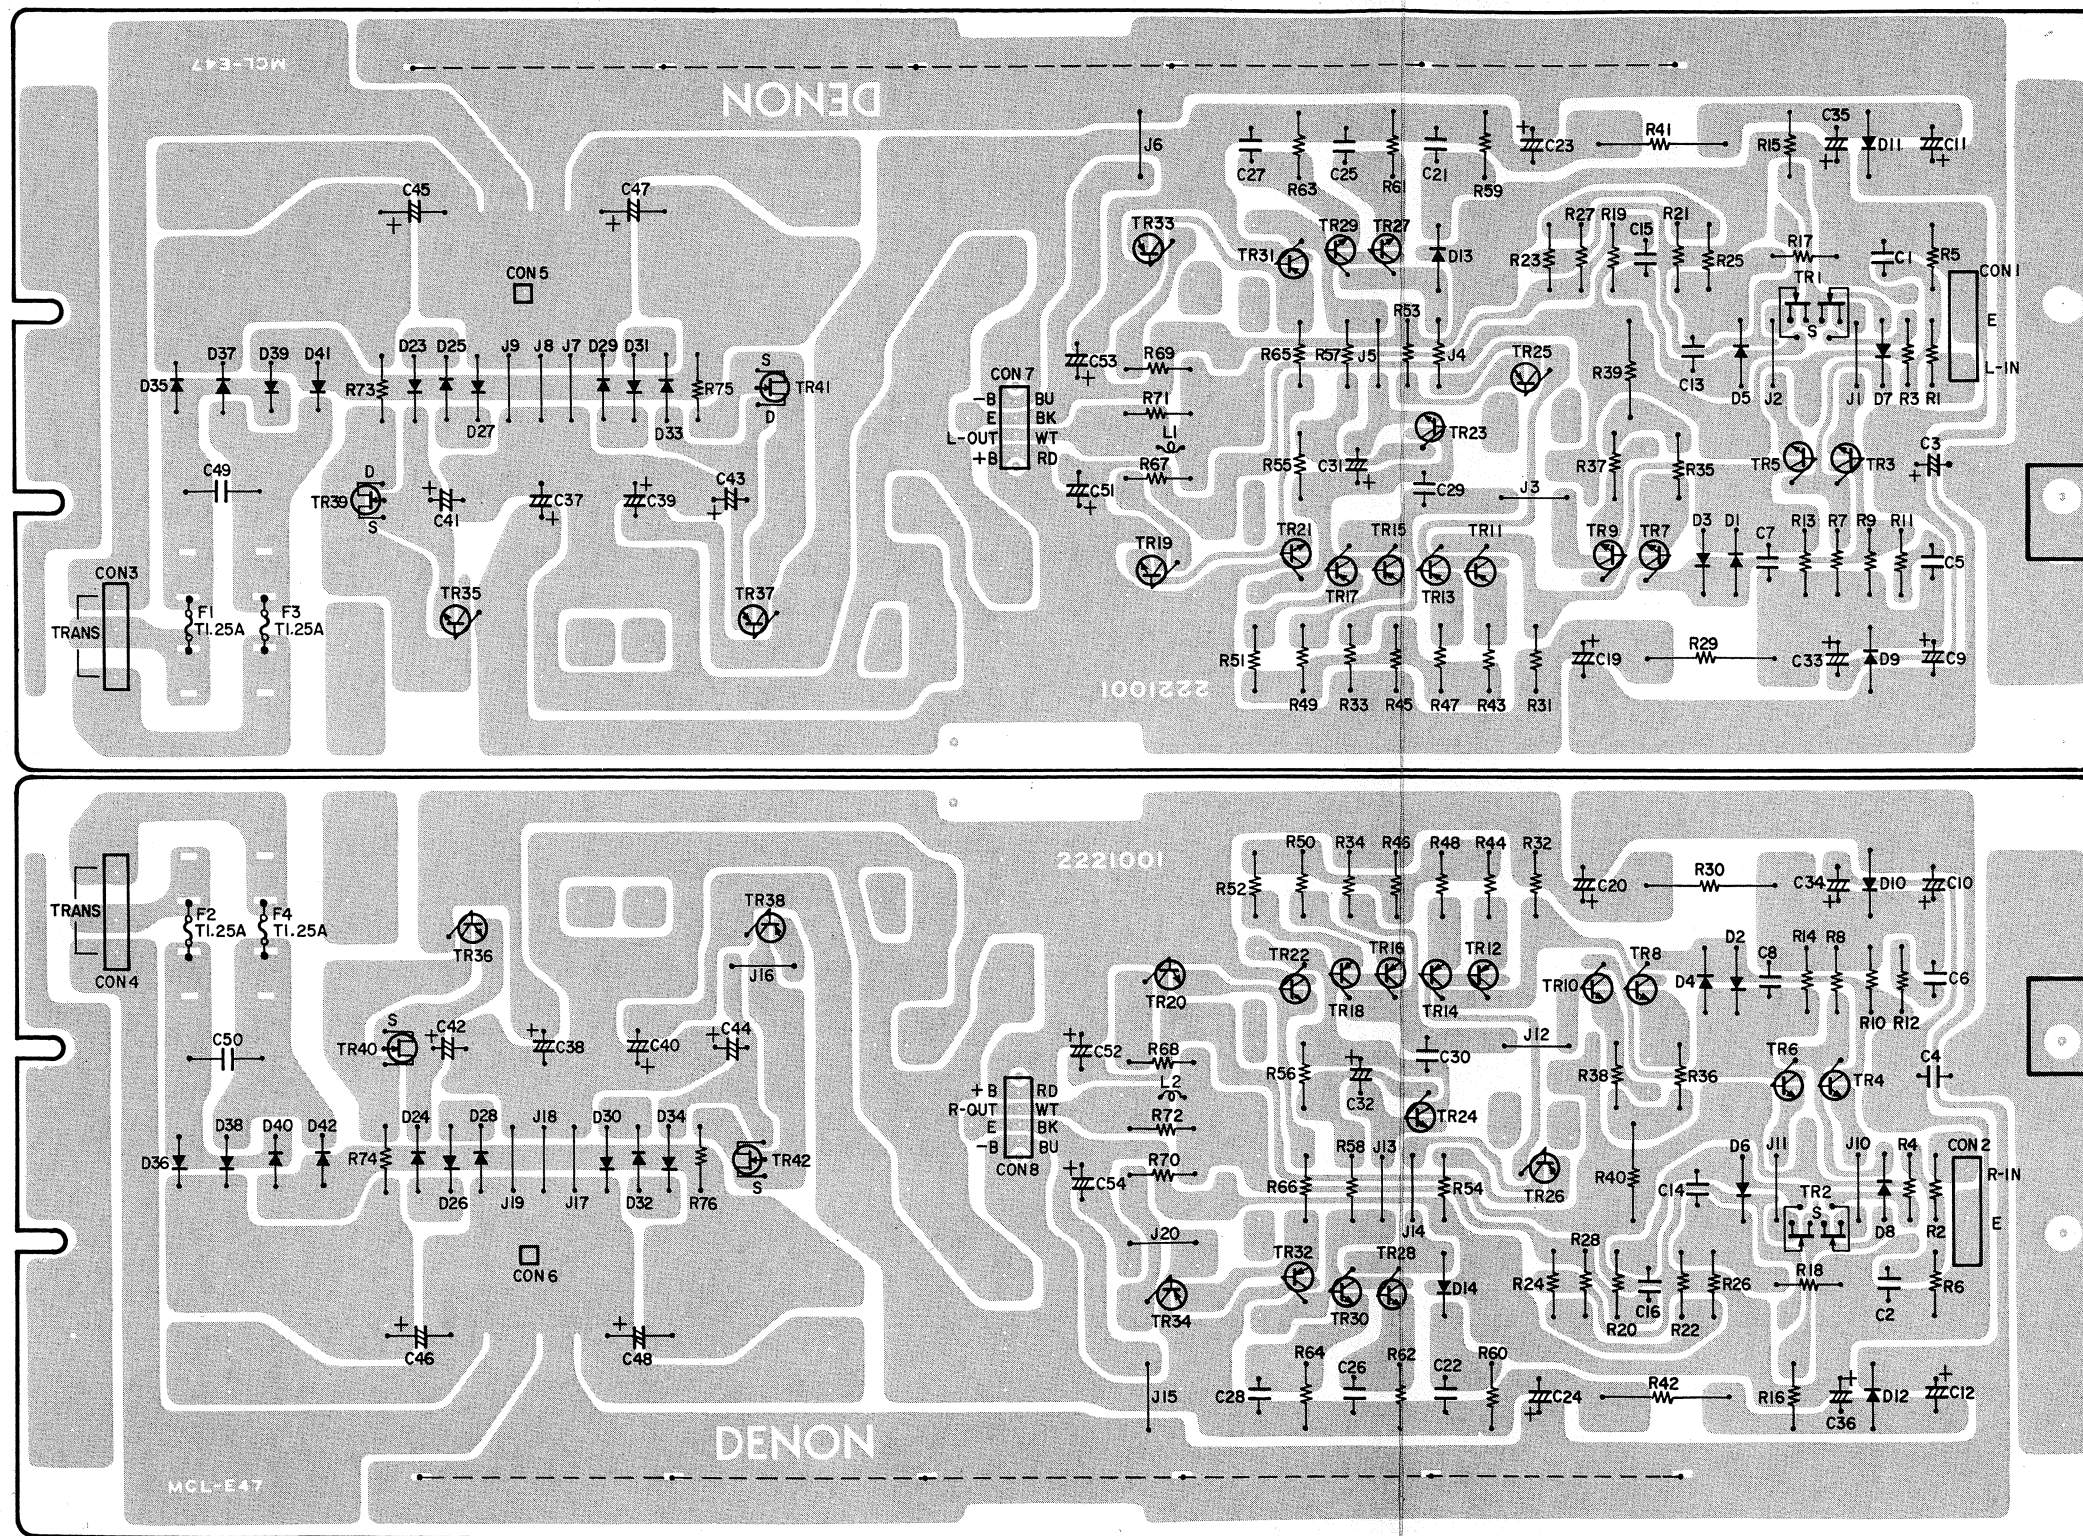 MCL-E47
DENON
J6
C27
R63
C25
R61
C21
R59
C23
R41
R15
C35
D11
C11
C45
C47
TR33
TR31
TR29
TR27
D13
R23
R27
R19
C15
R21
R25
R17
TR1
C1
R5
CON1
CON5
E
S
L-IN
R53
D35
D37
D39
D41
R73
D23
D25
D27
J9
J8
J7
D29
D31
D33
R75
S
TR41
D
CON7
-B BU
E BK
L-OUT WT
+B RD
C53
R69
R71
L1
R67
C51
R65
R57
J5
J4
TR25
R39
C13
D5
J2
J1
D7
R3
R1
TR23
R55
C31
C29
J3
R37
R35
TR5
TR3
C3
C49
D
TR39
S
C41
C37
C39
C43
TR19
TR21
TR15
TR11
TR17
TR13
TR9
TR7
D3
D1
C7
R13
R7
R9
R11
C5
CON3
TRANS
F1
T1.25A
F3
T1.25A
TR35
TR37
R51
R49
R33
R45
R47
R43
R31
C19
R29
C33
D9
C9
2221001
2221001
R50
R34
R46
R48
R44
R32
R52
C20
R30
C34
D10
C10
TRANS
CON4
F2
T1.25A
F4
T1.25A
TR36
TR38
J16
TR20
TR22
TR18
TR16
TR14
TR12
TR10
TR8
D4
D2
C8
R14
R8
R10
R12
C6
C50
S
TR40
C42
C38
C40
C44
C52
R68
L2
R72
R70
C54
R56
C32
C30
TR24
J12
R38
R36
TR6
TR4
C4
+B RD
R-OUT WT
E BK
-B BU
CON8
D36
D38
D40
D42
R74
D24
D26
D28
J19
J18
J17
D30
D32
D34
R76
TR42
S
R66
R58
J13
J14
R54
TR26
R40
C14
D6
J11
TR2
S
J10
D8
R4
R2
CON2
R-IN
E
CON6
J20
TR34
TR32
TR30
TR28
D14
R24
R28
R20
C16
R22
R26
R18
C2
R6
C46
C48
J15
C28
R64
C26
R62
C22
R60
C24
R42
R16
C36
D12
C12
DENON
MCL-E47